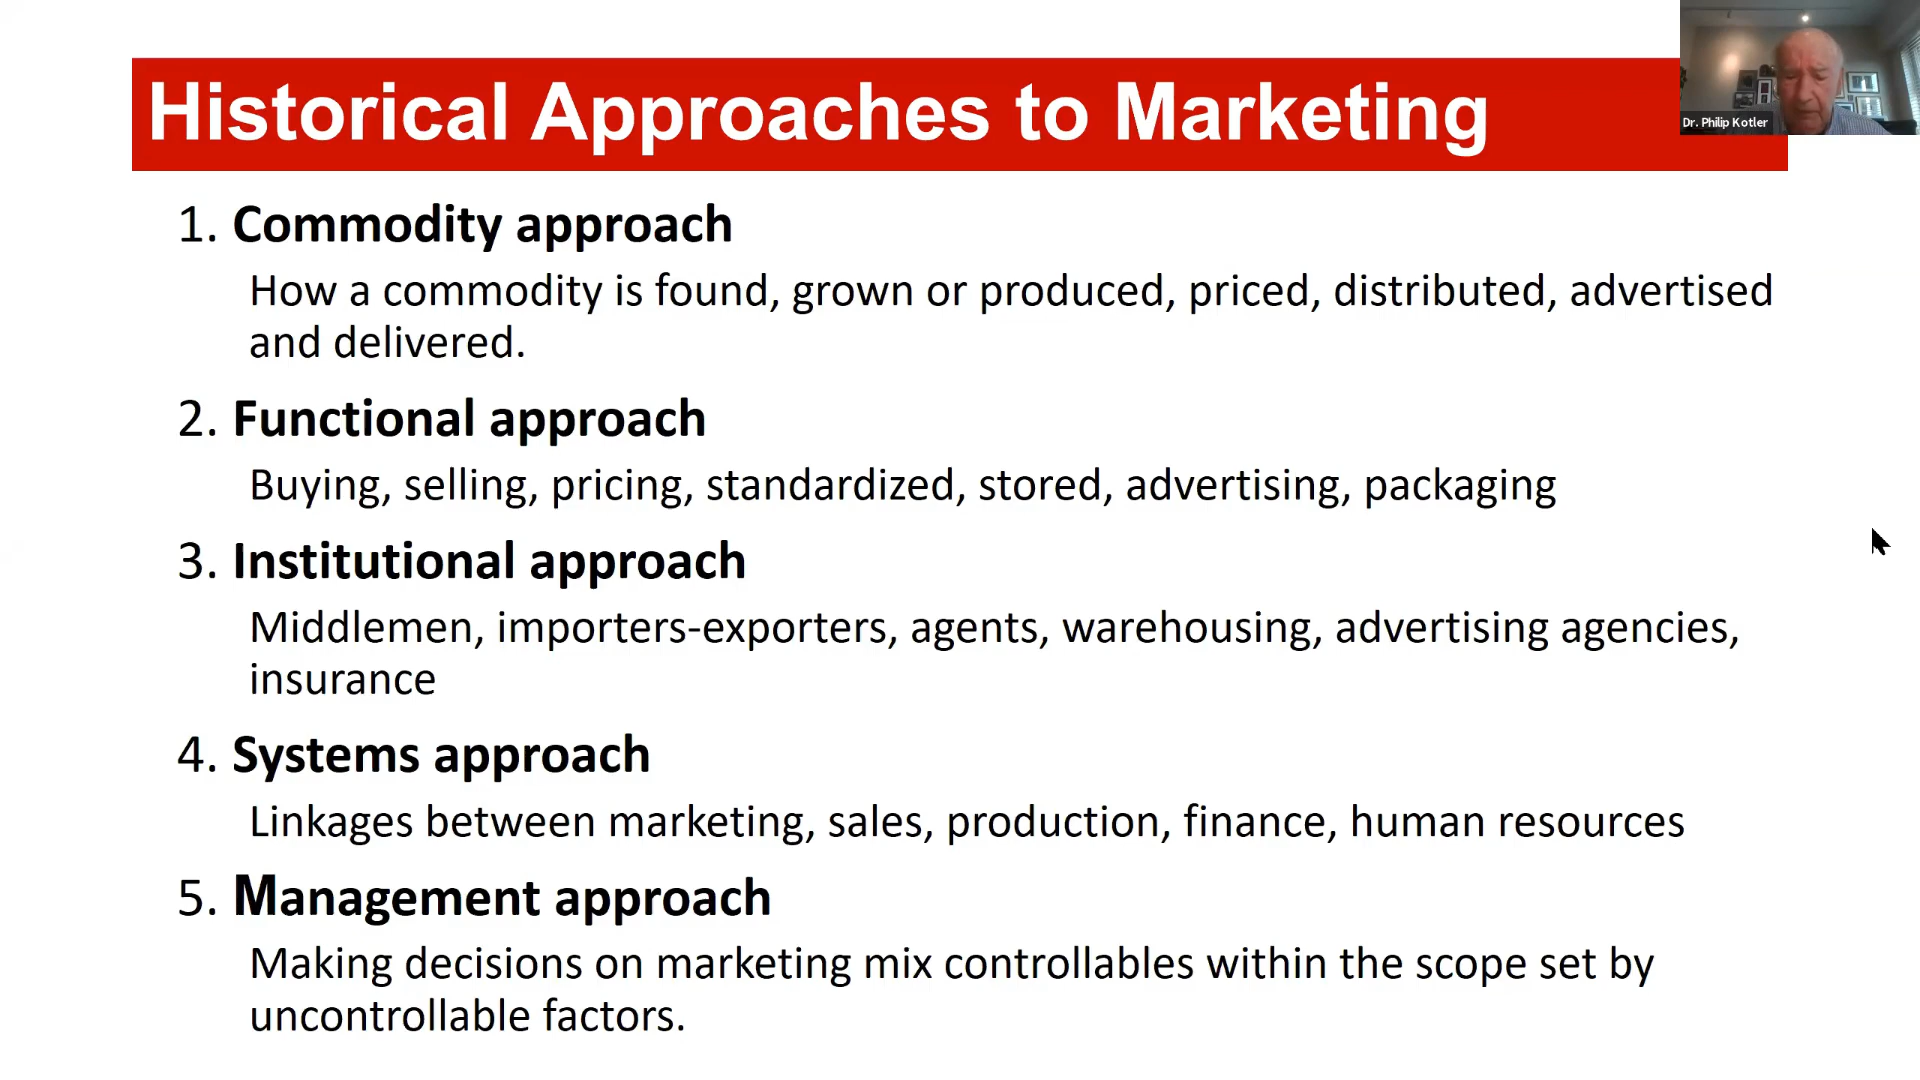 Historical Approaches to Marketing
Dr. Philip Kotler
1. Commodity approach
How a commodity is found, grown or produced, priced, distributed, advertised
and delivered.
2. Functional approach
Buying, selling, pricing, standardized, stored, advertising, packaging
3. Institutional approach
Middlemen, importers-exporters, agents, warehousing, advertising agencies,
insurance
4. Systems approach
Linkages between marketing, sales, production, finance, human resources
5. Management approach
Making decisions on marketing mix controllables within the scope set by
uncontrollable factors.